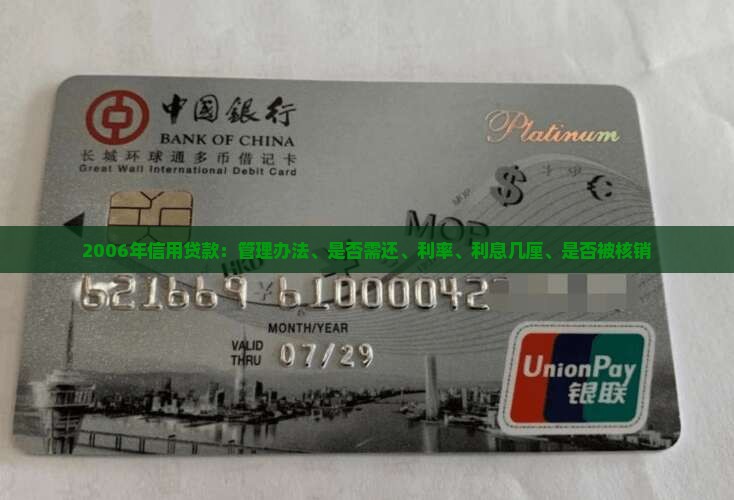 中國銀行
BANK OF CHINA
长城环球通多币借记卡
Great Wall International Debit Card
Platinum
$
€
MOP
2006年信用贷款：管理办法、是否需还、利率、利息几厘、是否被核销
621669 61000042
MONTH/YEAR
VALID THRU 07/29
UnionPay
银联